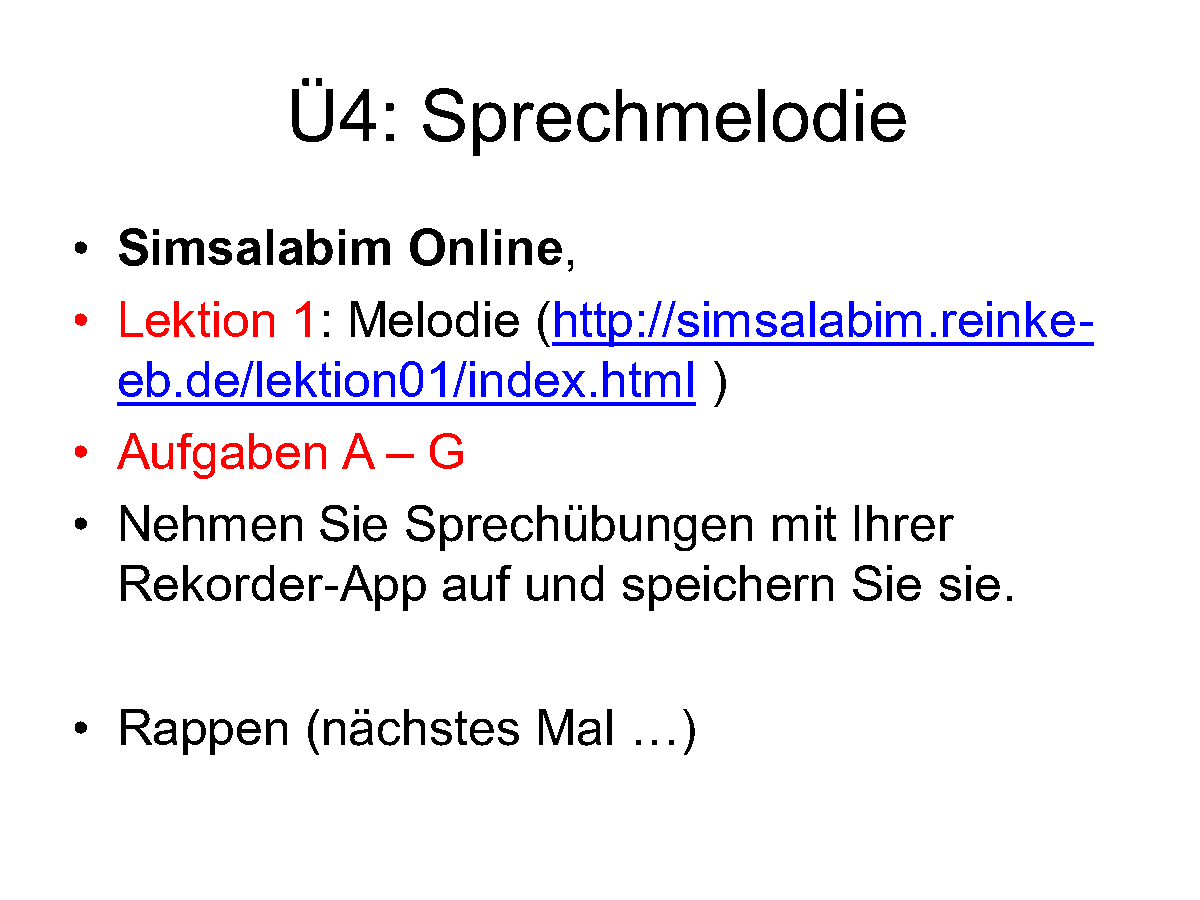 Ü4: Sprechmelodie
• Simsalabim Online,
• Lektion 1: Melodie (http://simsalabim.reinke-
eb.de/lektion01/index.html )
• Aufgaben A – G
• Nehmen Sie Sprechübungen mit Ihrer
Rekorder-App auf und speichern Sie sie.
• Rappen (nächstes Mal …)